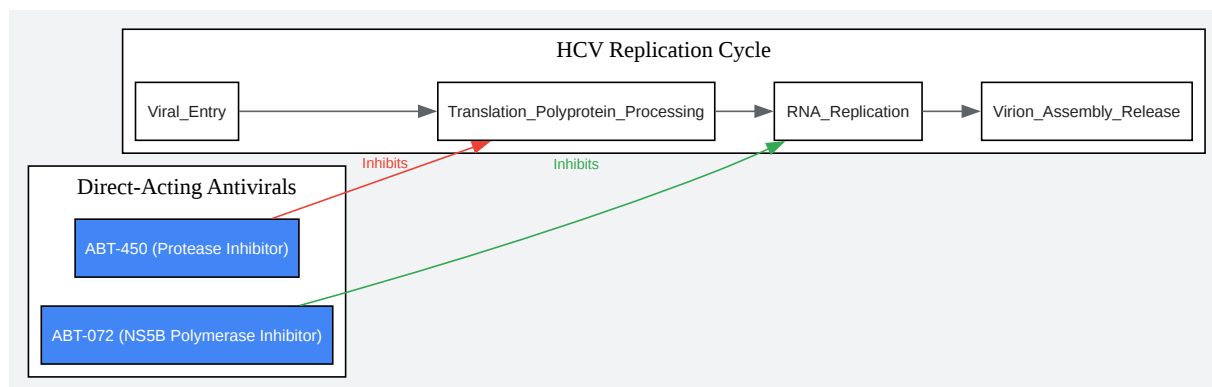 HCV Replication Cycle
Viral_Entry
Translation_Polyprotein_Processing
RNA_Replication
Virion_Assembly_Release
Inhibits
Inhibits
Direct-Acting Antivirals
ABT-450 (Protease Inhibitor)
ABT-072 (NS5B Polymerase Inhibitor)